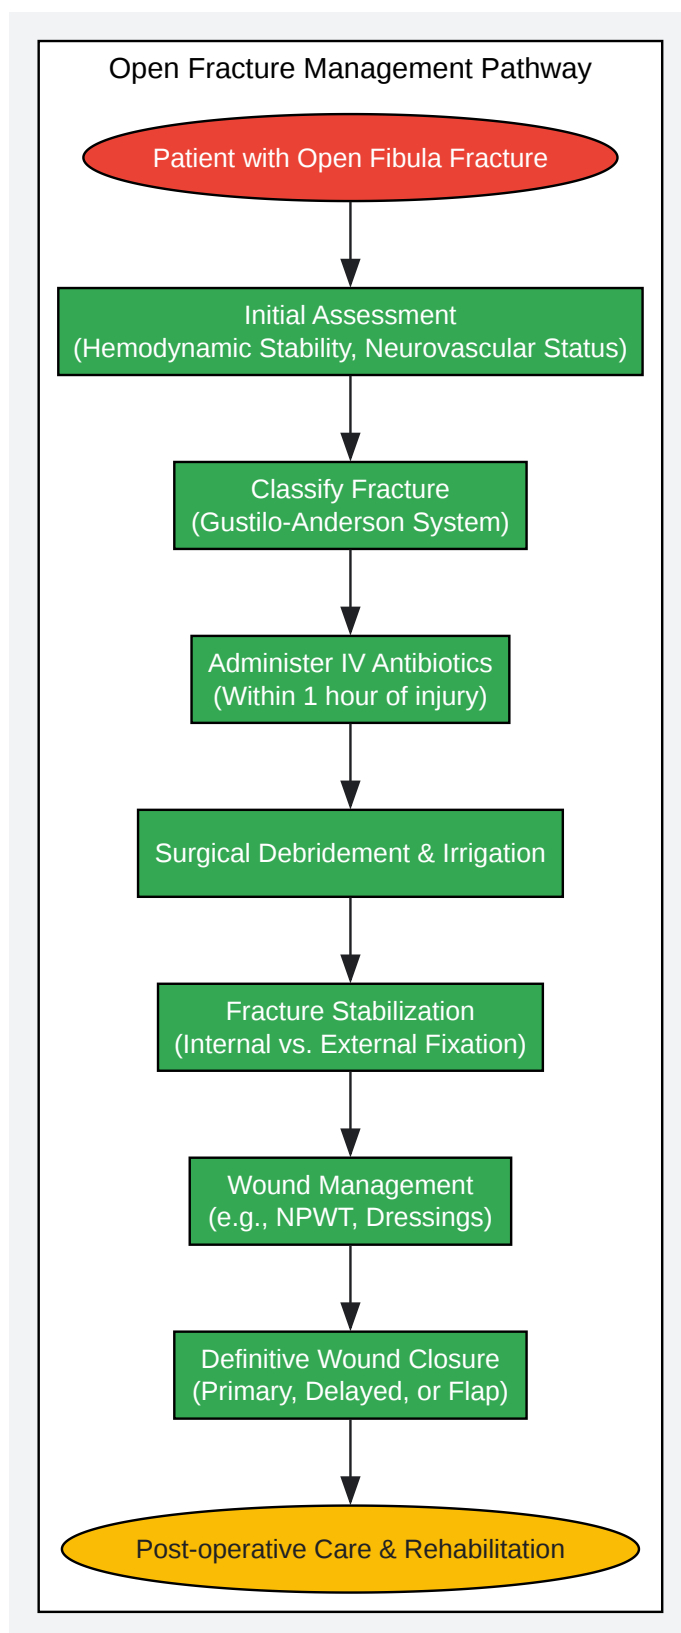 Open Fracture Management Pathway
Patient with Open Fibula Fracture
Initial Assessment
(Hemodynamic Stability, Neurovascular Status)
Classify Fracture
(Gustilo-Anderson System)
Administer IV Antibiotics
(Within 1 hour of injury)
Surgical Debridement & Irrigation
Fracture Stabilization
(Internal vs. External Fixation)
Wound Management
(e.g., NPWT, Dressings)
Definitive Wound Closure
(Primary, Delayed, or Flap)
Post-operative Care & Rehabilitation